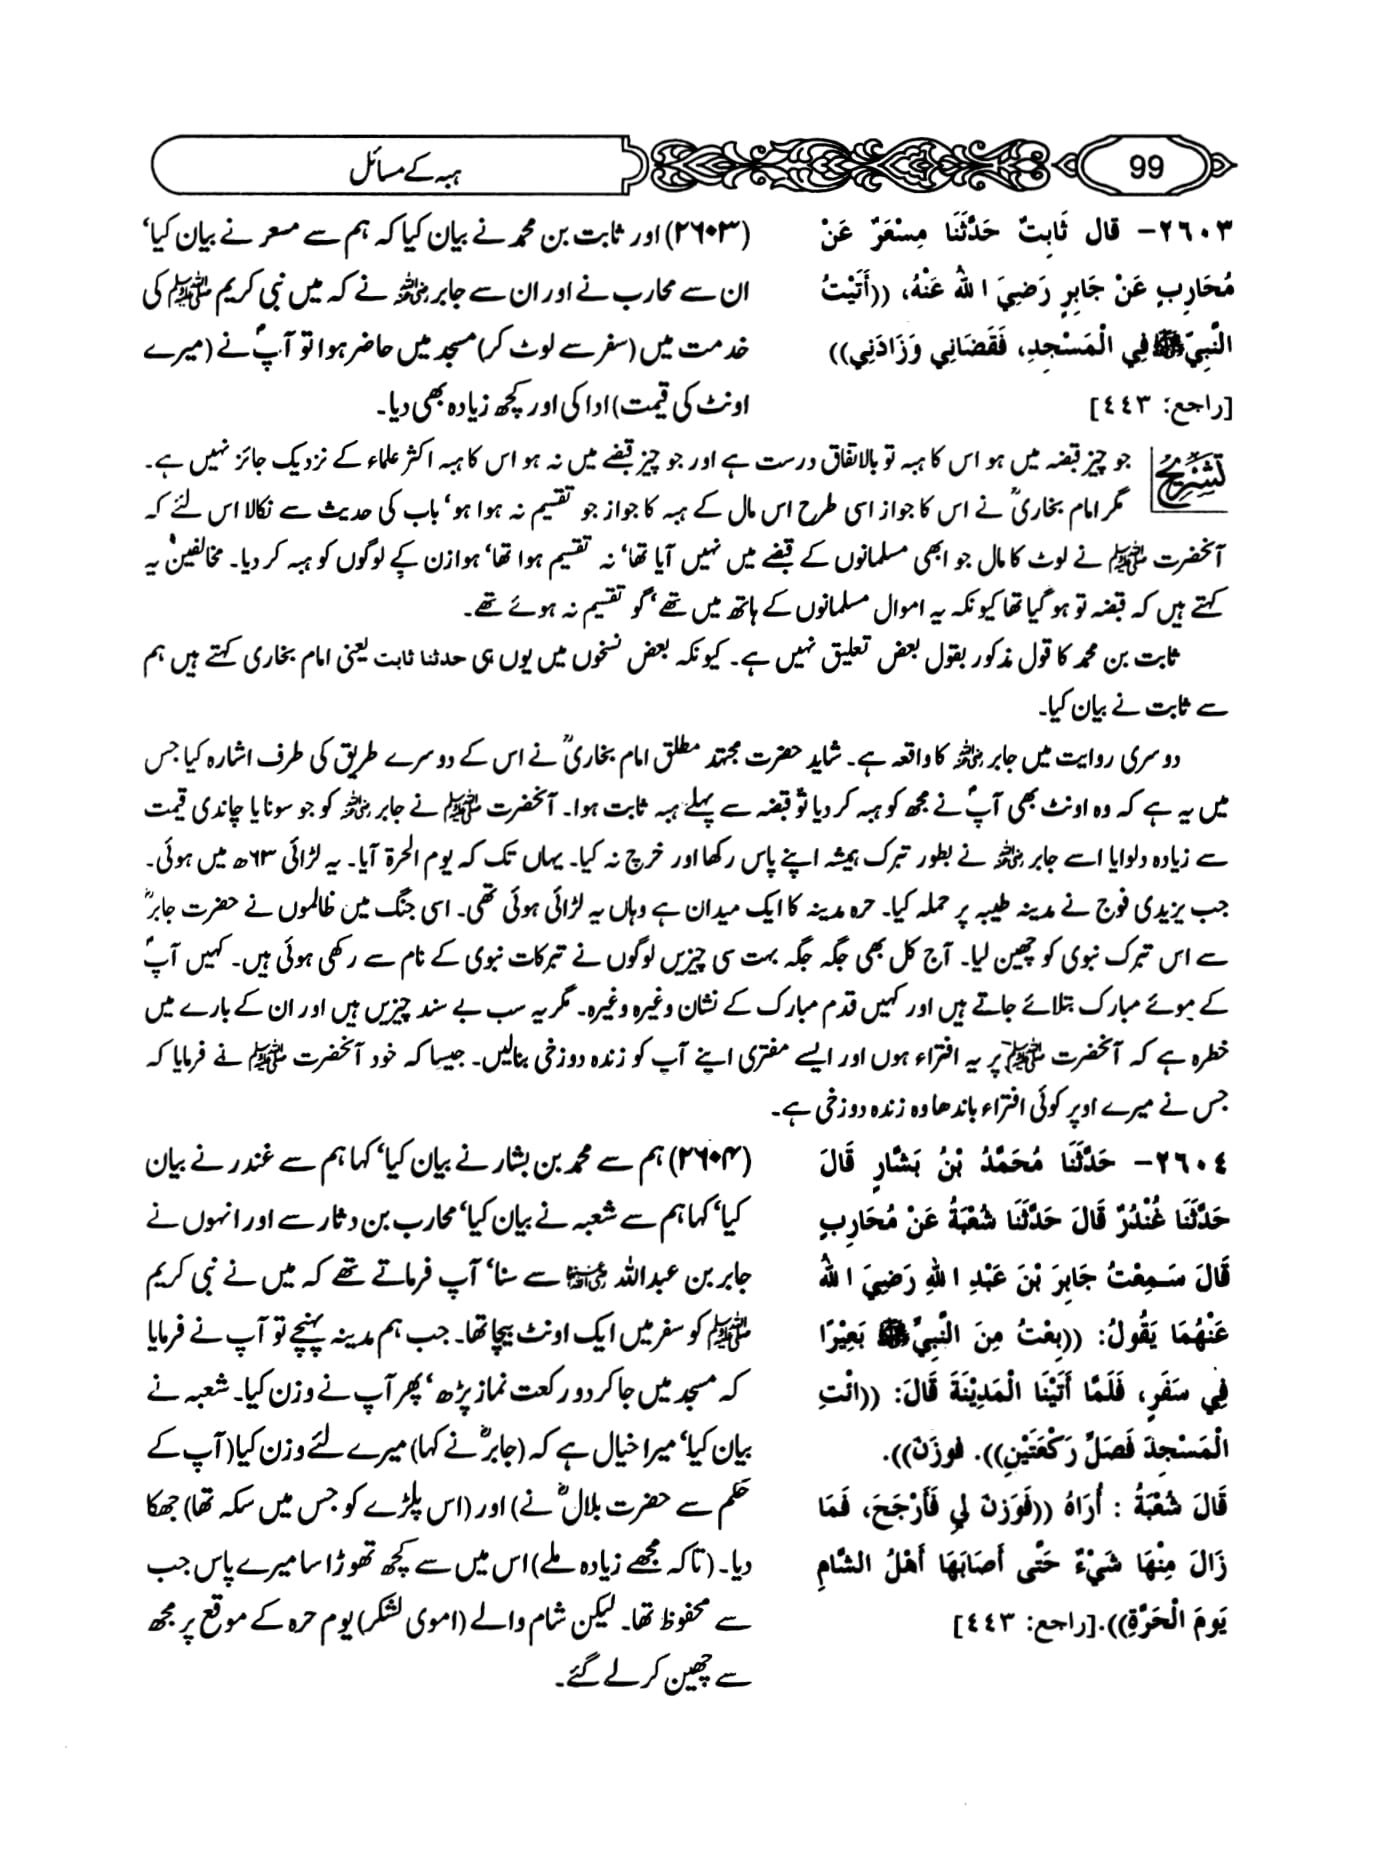 99
ہبہ کے مسائل
٢٦٠٣- قال ثَابِتٌ حَدَّثَنَا مِسْعَرٌ عَنْ
مُحَارِبٍ عَنْ جَابِرٍ رَضِيَ اللهُ عَنْهُ، ((أَتَيْتُ
النَّبِيَّ ﷺ فِي الْمَسْجِدِ، فَقَضَانِي وَزَادَنِي))
[راجع: ٤٤٣]
(۲۶۰۳) اور ثابت بن محمد نے بیان کیا کہ ہم سے مسعر نے بیان کیا‘
ان سے محارب نے اور ان سے جابر رضی اللہ عنہ نے کہ میں نبی کریم ﷺ کی
خدمت میں (سفر سے لوٹ کر) مسجد میں حاضر ہوا تو آپؐ نے (میرے
اونٹ کی قیمت) ادا کی اور کچھ زیادہ بھی دیا۔
تشریح جو چیز قبضہ میں ہو اس کا ہبہ تو بالاتفاق درست ہے اور جو چیز قبضے میں نہ ہو اس کا ہبہ اکثر علماء کے نزدیک جائز نہیں ہے۔
مگر امام بخاریؒ نے اس کا جواز اسی طرح اس مال کے ہبہ کا جواز جو تقسیم نہ ہوا ہو‘ باب کی حدیث سے نکالا اس لئے کہ
آنحضرت ﷺ نے لوٹ کا مال جو ابھی مسلمانوں کے قبضے میں نہیں آیا تھا‘ نہ تقسیم ہوا تھا‘ ہوازن کے لوگوں کو ہبہ کر دیا۔ مخالفین یہ
کہتے ہیں کہ قبضہ تو ہو گیا تھا کیونکہ یہ اموال مسلمانوں کے ہاتھ میں تھے‘ گو تقسیم نہ ہوئے تھے۔
ثابت بن محمد کا قول مذکور بقول بعض تعلیق نہیں ہے۔ کیونکہ بعض نسخوں میں یوں ہی حدثنا ثابت یعنی امام بخاری کہتے ہیں ہم
سے ثابت نے بیان کیا۔
دوسری روایت میں جابر رضی اللہ عنہ کا واقعہ ہے۔ شاید حضرت مجتہد مطلق امام بخاریؒ نے اس کے دوسرے طریق کی طرف اشارہ کیا جس
میں یہ ہے کہ وہ اونٹ بھی آپؐ نے مجھ کو ہبہ کر دیا تو قبضہ سے پہلے ہبہ ثابت ہوا۔ آنحضرت ﷺ نے جابر رضی اللہ عنہ کو جو سونا یا چاندی قیمت
سے زیادہ دلوایا اسے جابر رضی اللہ عنہ نے بطور تبرک ہمیشہ اپنے پاس رکھا اور خرچ نہ کیا۔ یہاں تک کہ یوم الحرۃ آیا۔ یہ لڑائی ۶۳ھ میں ہوئی۔
جب یزیدی فوج نے مدینہ طیبہ پر حملہ کیا۔ حرہ مدینہ کا ایک میدان ہے وہاں یہ لڑائی ہوئی تھی۔ اسی جنگ میں ظالموں نے حضرت جابرؓ
سے اس تبرک نبوی کو چھین لیا۔ آج کل بھی جگہ جگہ بہت سی چیزیں لوگوں نے تبرکات نبوی کے نام سے رکھی ہوئی ہیں۔ کہیں آپؐ
کے موئے مبارک بتلائے جاتے ہیں اور کہیں قدم مبارک کے نشان وغیرہ وغیرہ۔ مگر یہ سب بے سند چیزیں ہیں اور ان کے بارے میں
خطرہ ہے کہ آنحضرت ﷺ پر یہ افتراء ہوں اور ایسے مفتری اپنے آپ کو زندہ دوزخی بنالیں۔ جیسا کہ خود آنحضرت ﷺ نے فرمایا کہ
جس نے میرے اوپر کوئی افتراء باندھا وہ زندہ دوزخی ہے۔
٢٦٠٤- حَدَّثَنَا مُحَمَّدُ بْنُ بَشَّارٍ قَالَ
حَدَّثَنَا غُنْدُرٌ قَالَ حَدَّثَنَا شُعْبَةُ عَنْ مُحَارِبٍ
قَالَ سَمِعْتُ جَابِرَ بْنَ عَبْدِ اللهِ رَضِيَ اللهُ
عَنْهُمَا يَقُولُ: ((بِعْتُ مِنَ النَّبِيِّ ﷺ بَعِيْرًا
فِي سَفَرٍ، فَلَمَّا أَتَيْنَا الْمَدِيْنَةَ قَالَ: ((ائْتِ
الْمَسْجِدَ فَصَلِّ رَكْعَتَيْنِ)). فوزَنَ)).
قَالَ شُعْبَةُ : أُرَاهُ ((فَوَزَنَ لِي فَأَرْجَحَ، فَمَا
زَالَ مِنْهَا شَيْءٌ حَتَّى أَصَابَهَا أَهْلُ الشَّامِ
يَومَ الْحَرَّةِ)).[راجع: ٤٤٣]
(۲۶۰۴) ہم سے محمد بن بشار نے بیان کیا‘ کہا ہم سے غندر نے بیان
کیا‘ کہا ہم سے شعبہ نے بیان کیا‘ محارب بن دثار سے اور انہوں نے
جابر بن عبداللہ رضی اللہ عنہما سے سنا‘ آپ فرماتے تھے کہ میں نے نبی کریم
ﷺ کو سفر میں ایک اونٹ بیچا تھا۔ جب ہم مدینہ پہنچے تو آپ نے فرمایا
کہ مسجد میں جا کر دو رکعت نماز پڑھ‘ پھر آپ نے وزن کیا۔ شعبہ نے
بیان کیا‘ میرا خیال ہے کہ (جابرؓ نے کہا) میرے لئے وزن کیا (آپ کے
حکم سے حضرت بلالؓ نے) اور (اس پلڑے کو جس میں سکہ تھا) جھکا
دیا۔ (تاکہ مجھے زیادہ ملے) اس میں سے کچھ تھوڑا سا میرے پاس جب
سے محفوظ تھا۔ لیکن شام والے (اموی لشکر) یوم حرہ کے موقع پر مجھ
سے چھین کر لے گئے۔